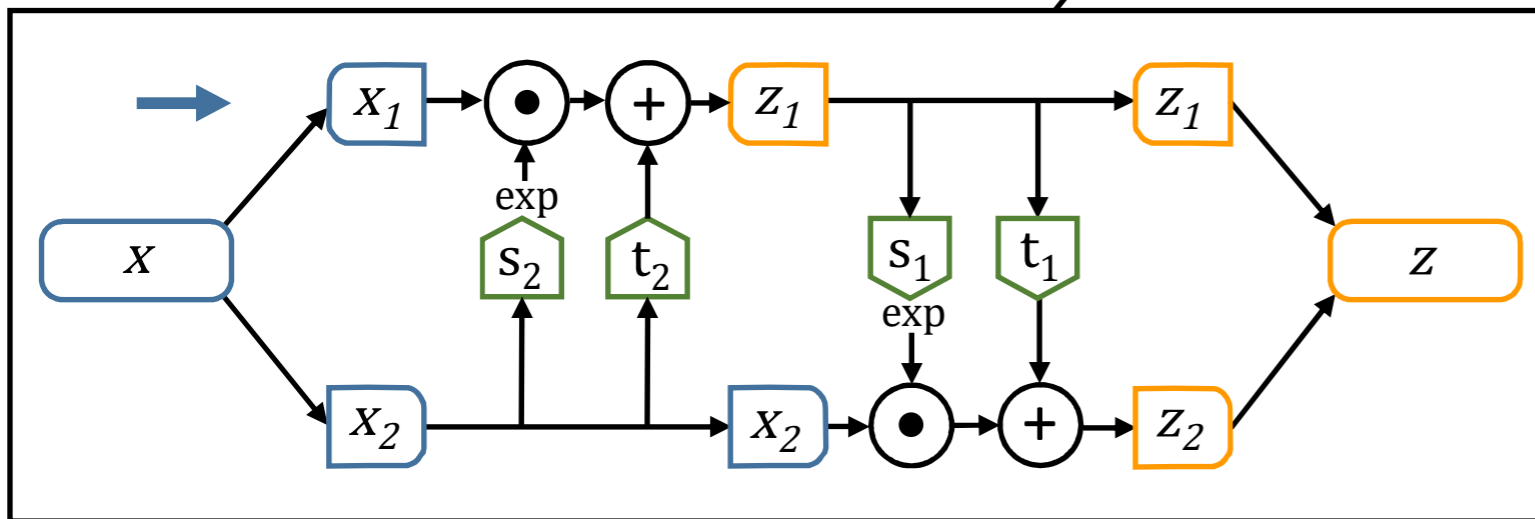 x₁ • + z₁ z₁
exp
x s₂ t₂ s₁ t₁ z
exp
x₂ x₂ • + z₂